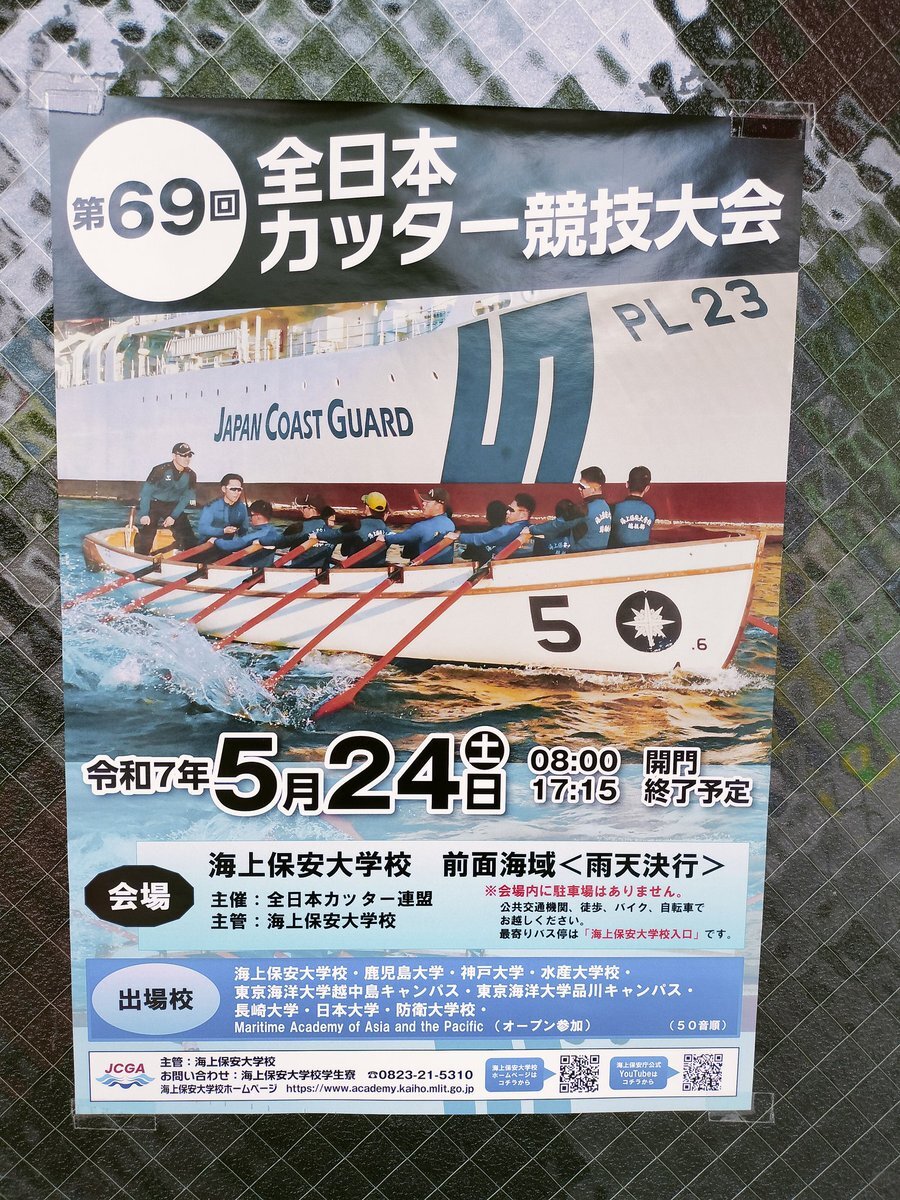 第69回
全日本
カッター競技大会
PL 23
JAPAN COAST GUARD
5
.6
令和7年5月24日土
08:00 開門
17:15 終了予定
会場
海上保安大学校 前面海域<雨天決行>
主催:全日本カッター連盟
主管:海上保安大学校
※会場内に駐車場はありません。
公共交通機関、徒歩、バイク、自転車で
お越しください。
最寄りバス停は「海上保安大学校入口」です。
出場校
海上保安大学校・鹿児島大学・神戸大学・水産大学校・
東京海洋大学越中島キャンパス・東京海洋大学品川キャンパス・
長崎大学・日本大学・防衛大学校・
Maritime Academy of Asia and the Pacific(オープン参加)
(50音順)
JCGA
主管:海上保安大学校
お問い合わせ:海上保安大学校学生寮 ☎0823-21-5310
海上保安大学校ホームページ https://www.academy.kaiho.mlit.go.jp
海上保安大学校
ホームページは
コチラから
海上保安庁公式
YouTubeは
コチラから